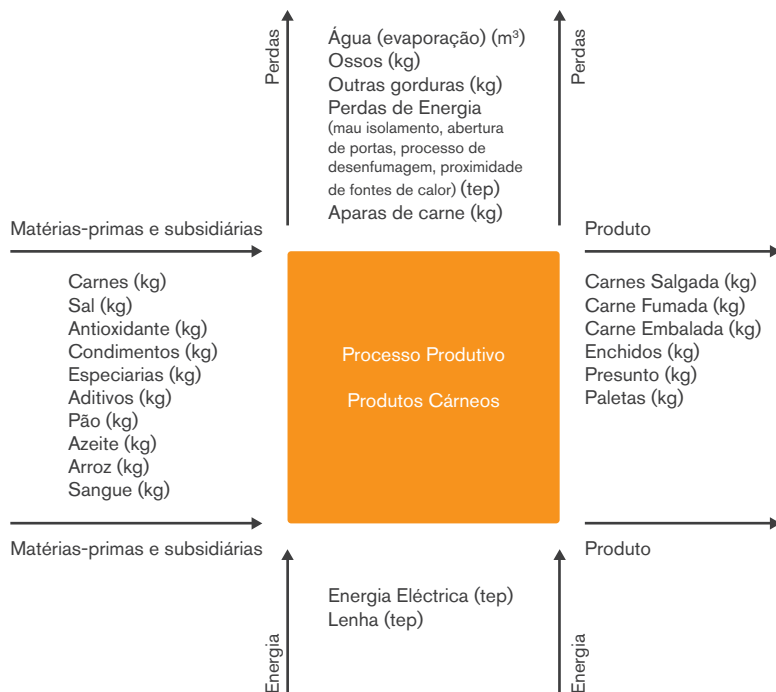 Perdas
Água (evaporação) (m³)
Ossos (kg)
Outras gorduras (kg)
Perdas de Energia
(mau isolamento, abertura
de portas, processo de
desenfumagem, proximidade
de fontes de calor) (tep)
Aparas de carne (kg)
Perdas
Matérias-primas e subsidiárias
Produto
Carnes (kg)
Sal (kg)
Antioxidante (kg)
Condimentos (kg)
Especiarias (kg)
Aditivos (kg)
Pão (kg)
Azeite (kg)
Arroz (kg)
Sangue (kg)
Processo Produtivo
Produtos Cárneos
Carnes Salgada (kg)
Carne Fumada (kg)
Carne Embalada (kg)
Enchidos (kg)
Presunto (kg)
Paletas (kg)
Matérias-primas e subsidiárias
Produto
Energia
Energia Eléctrica (tep)
Lenha (tep)
Energia